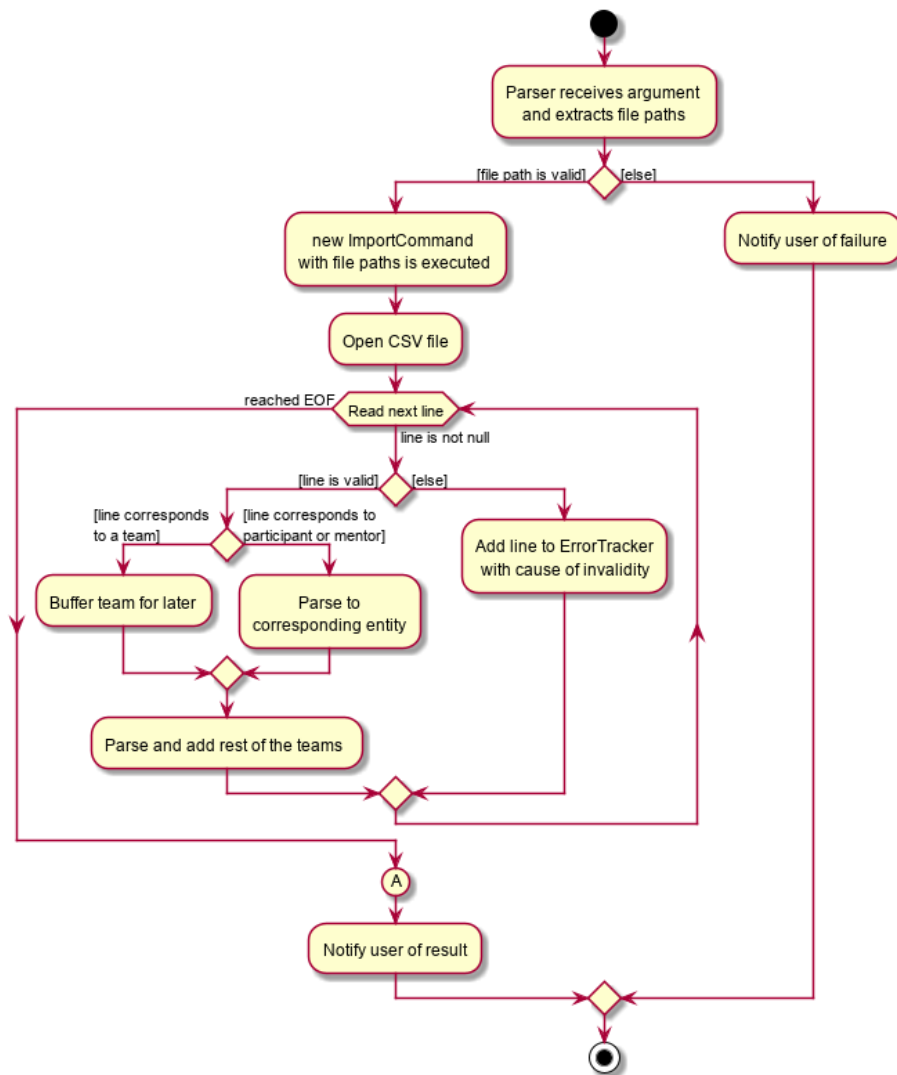 Parser receives argument
and extracts file paths
[file path is valid]
[else]
new ImportCommand
with file paths is executed
Notify user of failure
Open CSV file
reached EOF
Read next line
line is not null
[line is valid]
[else]
[line corresponds
to a team]
[line corresponds to
participant or mentor]
Add line to ErrorTracker
with cause of invalidity
Buffer team for later
Parse to
corresponding entity
Parse and add rest of the teams
A
Notify user of result